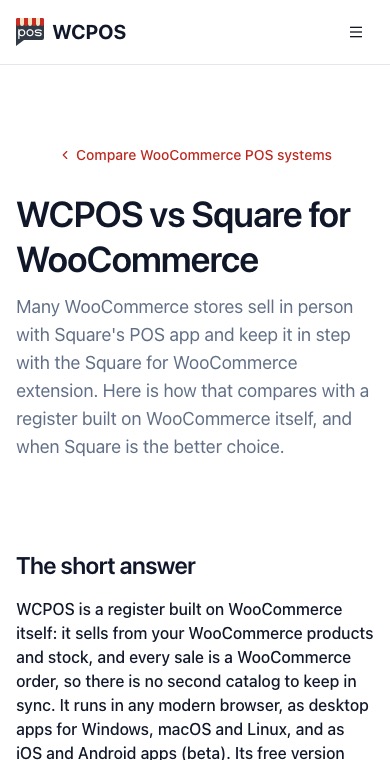 pos WCPOS
Compare WooCommerce POS systems
WCPOS vs Square for
WooCommerce
Many WooCommerce stores sell in person
with Square's POS app and keep it in step
with the Square for WooCommerce
extension. Here is how that compares with a
register built on WooCommerce itself, and
when Square is the better choice.
The short answer
WCPOS is a register built on WooCommerce
itself: it sells from your WooCommerce products
and stock, and every sale is a WooCommerce
order, so there is no second catalog to keep in
sync. It runs in any modern browser, as desktop
apps for Windows, macOS and Linux, and as
iOS and Android apps (beta). Its free version